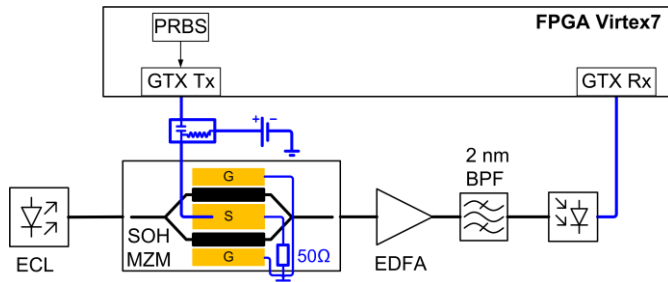 FPGA Virtex7
PRBS
GTX Tx
GTX Rx
+ −
2 nm
BPF
G
S
G
SOH
MZM
50Ω
ECL
EDFA